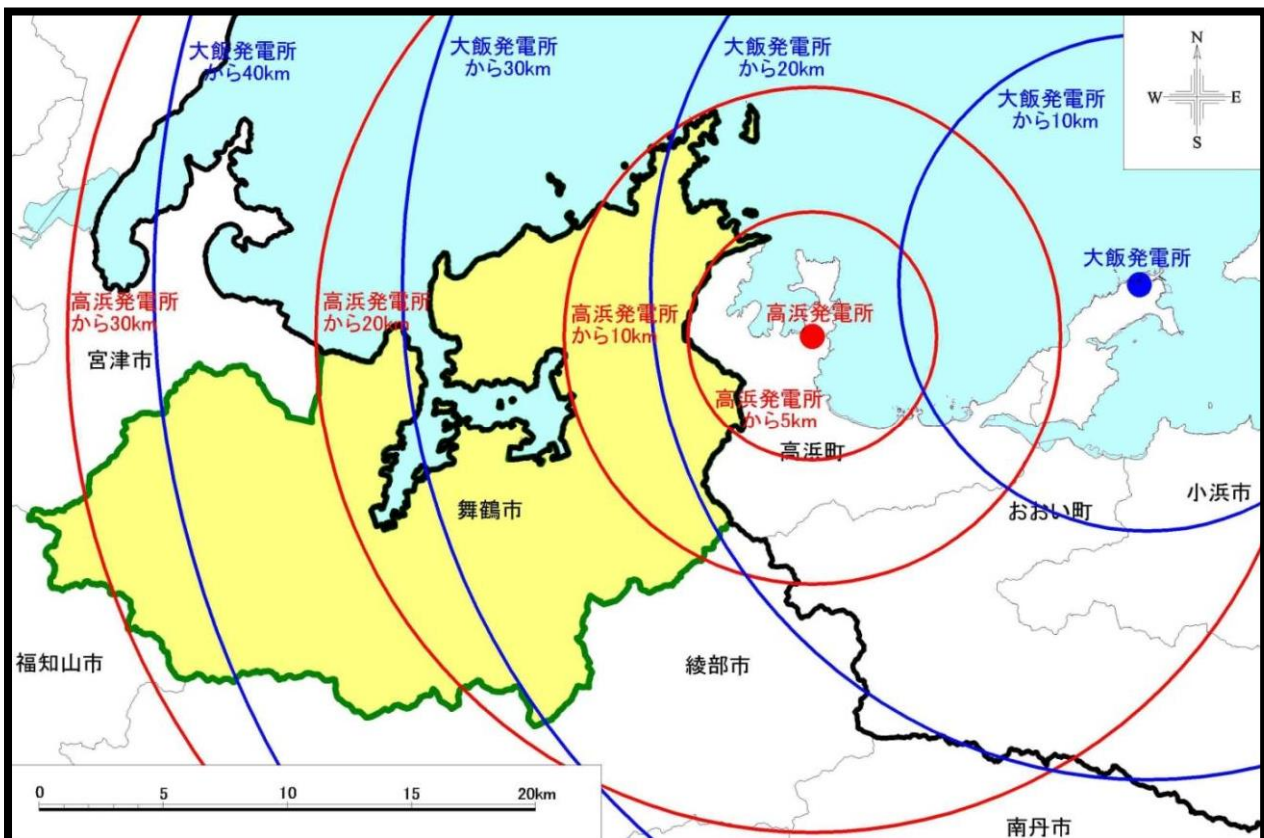 大飯発電所
から40km
大飯発電所
から30km
大飯発電所
から20km
大飯発電所
から10km
N
W
E
S
大飯発電所
高浜発電所
から30km
高浜発電所
から20km
高浜発電所
から10km
高浜発電所
宮津市
高浜発電所
から5km
高浜町
舞鶴市
おおい町
小浜市
福知山市
綾部市
0 5 10 15 20km
南丹市